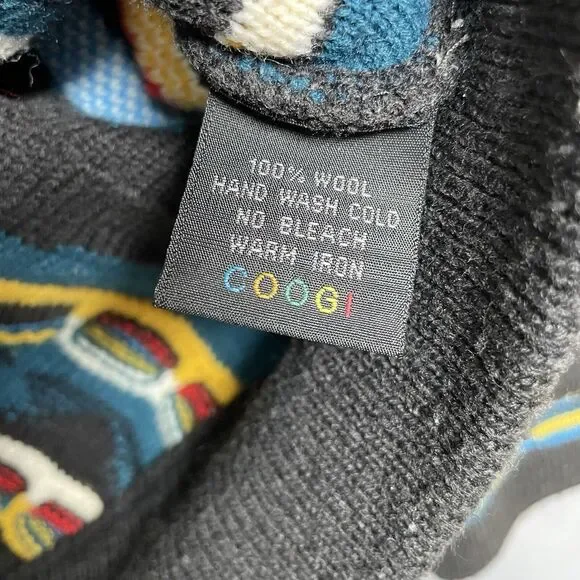 100% WOOL
HAND WASH COLD
NO BLEACH
WARM IRON
COOGI